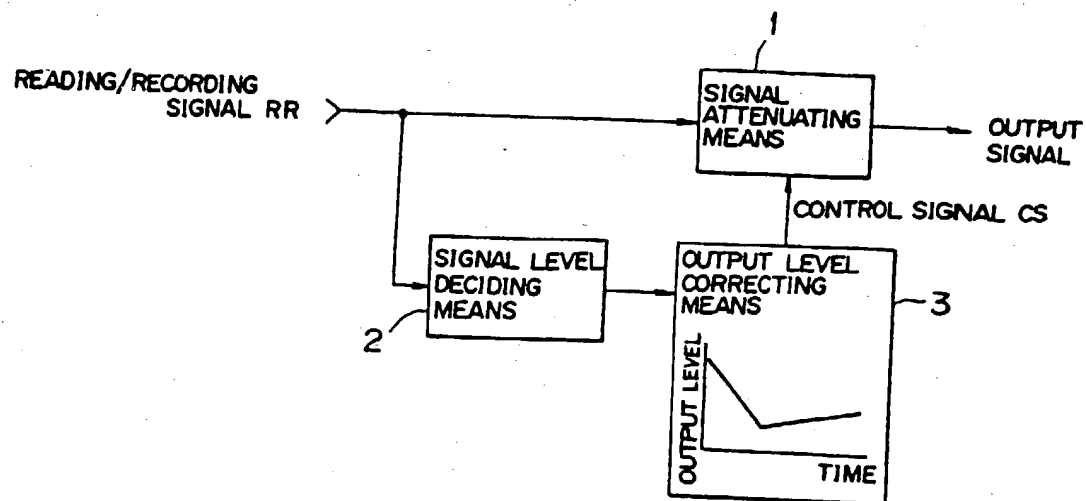 1
READING/RECORDING
SIGNAL RR
SIGNAL
ATTENUATING
MEANS
OUTPUT
SIGNAL
CONTROL SIGNAL CS
SIGNAL LEVEL
DECIDING
MEANS
2
OUTPUT LEVEL
CORRECTING
MEANS
3
OUTPUT LEVEL
TIME